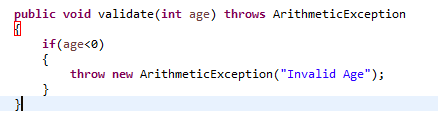 public void validate(int age) throws ArithmeticException
{
    if(age<0)
    {
        throw new ArithmeticException("Invalid Age");
    }
}